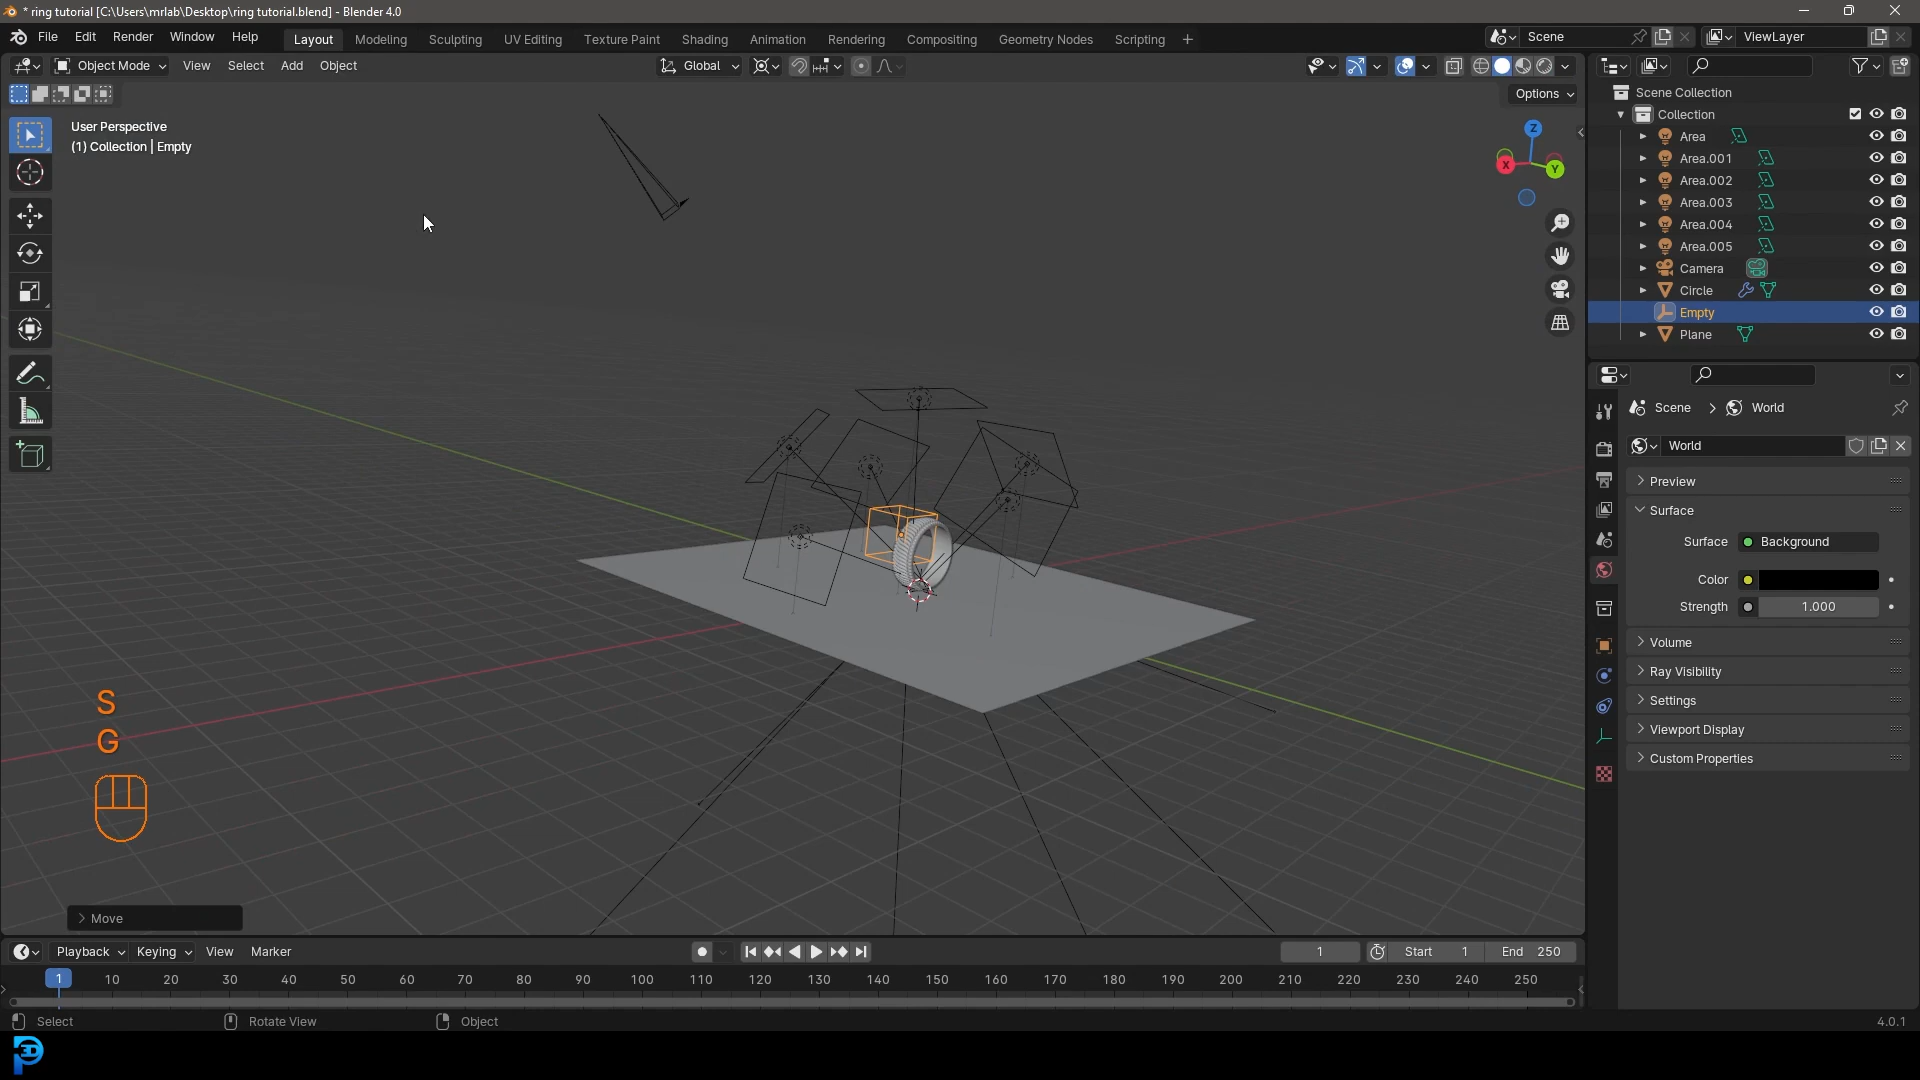 * ring tutorial [C:\Users\mrlab\Desktop\ring tutorial.blend] - Blender 4.0
File Edit Render Window Help Layout Modeling Sculpting UV Editing Texture Paint Shading Animation Rendering Compositing Geometry Nodes Scripting + Scene ViewLayer
Object Mode View Select Add Object Global
Options
User Perspective
(1) Collection | Empty
Z
X
Y
Scene Collection
Collection
Area
Area.001
Area.002
Area.003
Area.004
Area.005
Camera
Circle
Empty
Plane
Scene > World
World
Preview
Surface
Surface Background
Color
Strength 1.000
Volume
Ray Visibility
Settings
Viewport Display
Custom Properties
S
G
Move
Playback Keying View Marker 1 Start 1 End 250
1 10 20 30 40 50 60 70 80 90 100 110 120 130 140 150 160 170 180 190 200 210 220 230 240 250
Select Rotate View Object 4.0.1
3D